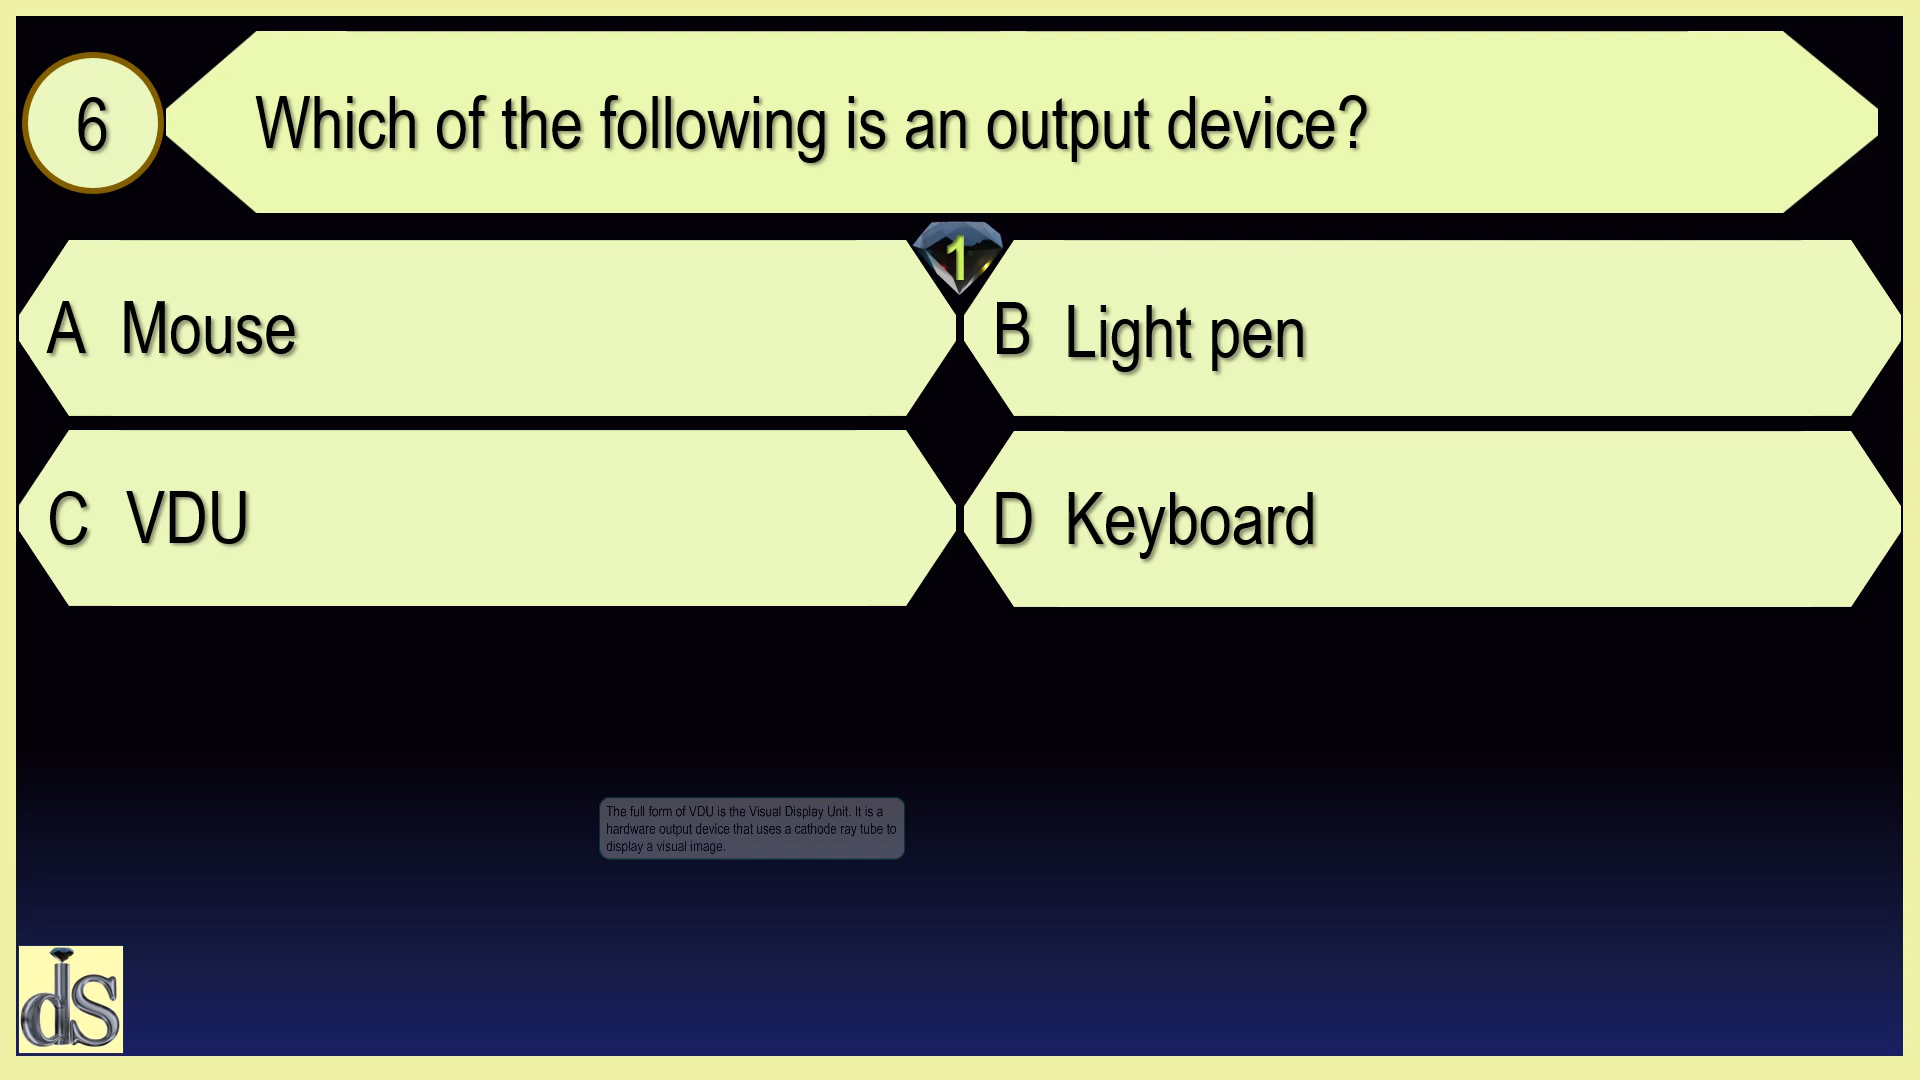 6
Which of the following is an output device?
1
A Mouse
B Light pen
C VDU
D Keyboard
The full form of VDU is the Visual Display Unit. It is a
hardware output device that uses a cathode ray tube to
display a visual image.
ds